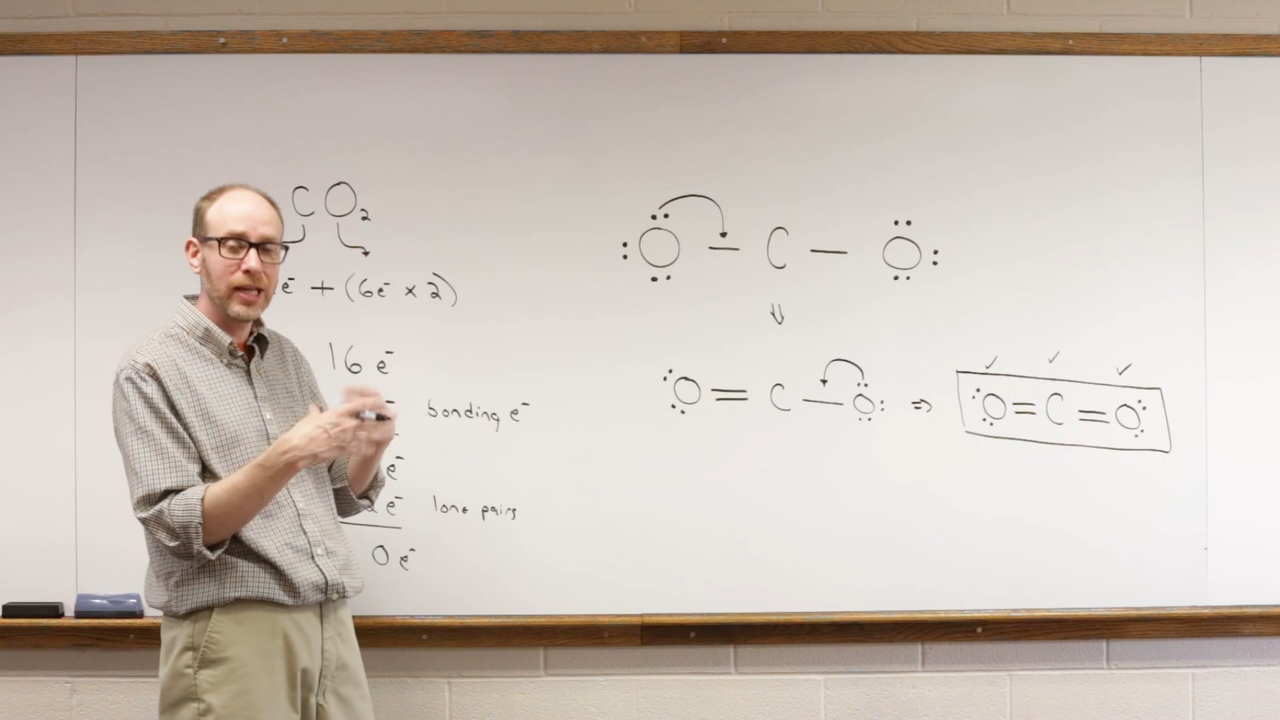 CO₂
e⁻ + (6e⁻ × 2)
16 e⁻
bonding e⁻
e⁻
e⁻ lone pairs
0 e⁻
:Ö — C — Ö:
⇓
:O: = C — Ö: ⇒ :O: = C = O:
✓ ✓ ✓